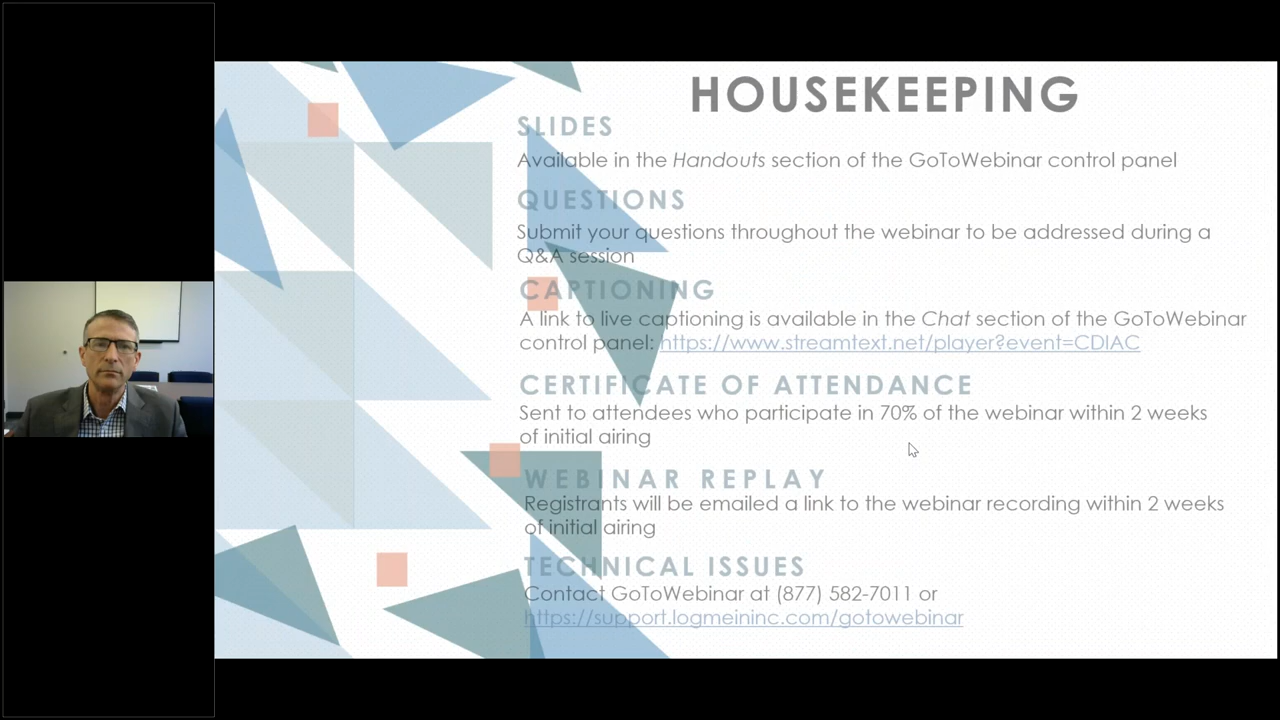 HOUSEKEEPING
SLIDES
Available in the Handouts section of the GoToWebinar control panel
QUESTIONS
Submit your questions throughout the webinar to be addressed during a
Q&A session
CAPTIONING
A link to live captioning is available in the Chat section of the GoToWebinar
control panel: https://www.streamtext.net/player?event=CDIAC
CERTIFICATE OF ATTENDANCE
Sent to attendees who participate in 70% of the webinar within 2 weeks
of initial airing
WEBINAR REPLAY
Registrants will be emailed a link to the webinar recording within 2 weeks
of initial airing
TECHNICAL ISSUES
Contact GoToWebinar at (877) 582-7011 or
https://support.logmeininc.com/gotowebinar